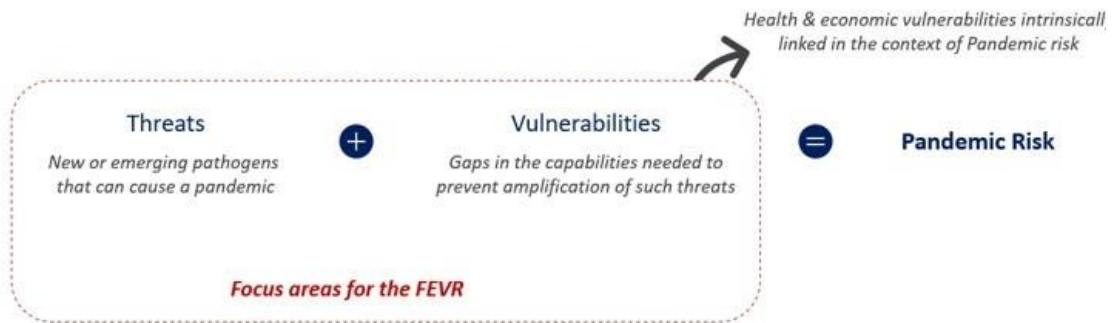 Health & economic vulnerabilities intrinsically
linked in the context of Pandemic risk
Threats
+
Vulnerabilities
=
Pandemic Risk
New or emerging pathogens
that can cause a pandemic
Gaps in the capabilities needed to
prevent amplification of such threats
Focus areas for the FEVR